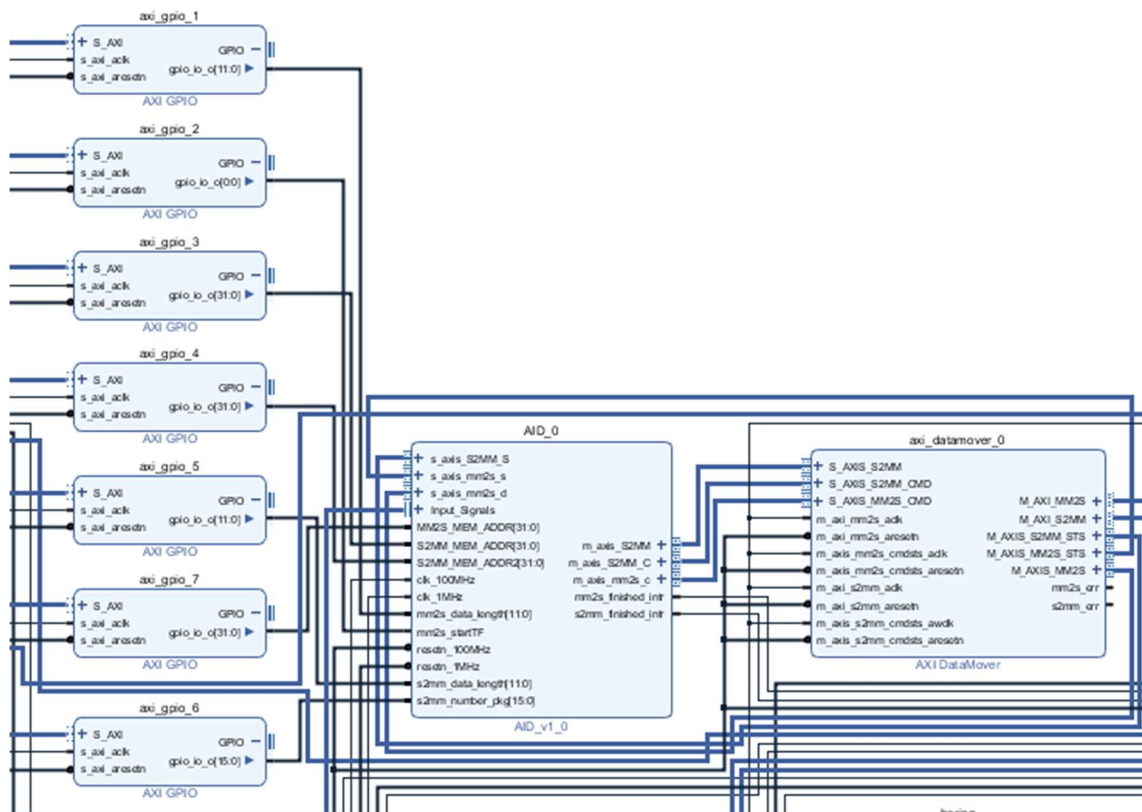 axi_gpio_1
S_AXI
GPIO
s_axi_aclk
gpio_io_o[11:0]
s_axi_aresetn
AXI GPIO
axi_gpio_2
S_AXI
GPIO
s_axi_aclk
gpio_io_o[0:0]
s_axi_aresetn
AXI GPIO
axi_gpio_3
S_AXI
GPIO
s_axi_aclk
gpio_io_o[31:0]
s_axi_aresetn
AXI GPIO
axi_gpio_4
S_AXI
GPIO
s_axi_aclk
gpio_io_o[31:0]
s_axi_aresetn
AXI GPIO
axi_gpio_5
S_AXI
GPIO
s_axi_aclk
gpio_io_o[11:0]
s_axi_aresetn
AXI GPIO
axi_gpio_7
S_AXI
GPIO
s_axi_aclk
gpio_io_o[31:0]
s_axi_aresetn
AXI GPIO
axi_gpio_6
S_AXI
GPIO
s_axi_aclk
gpio_io_o[15:0]
s_axi_aresetn
AXI GPIO
AID_0
s_axis_S2MM_S
s_axis_mm2s_s
s_axis_mm2s_d
Input_Signals
MM2S_MEM_ADDR[31:0]
S2MM_MEM_ADDR[31:0]
S2MM_MEM_ADDR2[31:0]
clk_100MHz
clk_1MHz
mm2s_data_length[11:0]
mm2s_startTF
resetn_100MHz
resetn_1MHz
s2mm_data_length[11:0]
s2mm_number_pkg[15:0]
m_axis_S2MM
m_axis_S2MM_C
m_axis_mm2s_c
mm2s_finished_intr
s2mm_finished_intr
AID_v1_0
axi_datamover_0
S_AXIS_S2MM
S_AXIS_S2MM_CMD
S_AXIS_MM2S_CMD
m_axi_mm2s_aclk
m_axi_mm2s_aresetn
m_axis_mm2s_cmdsts_aclk
m_axis_mm2s_cmdsts_aresetn
m_axi_s2mm_aclk
m_axi_s2mm_aresetn
m_axis_s2mm_cmdsts_awclk
m_axis_s2mm_cmdsts_aresetn
M_AXI_MM2S
M_AXI_S2MM
M_AXIS_S2MM_STS
M_AXIS_MM2S_STS
M_AXIS_MM2S
mm2s_err
s2mm_err
AXI DataMover